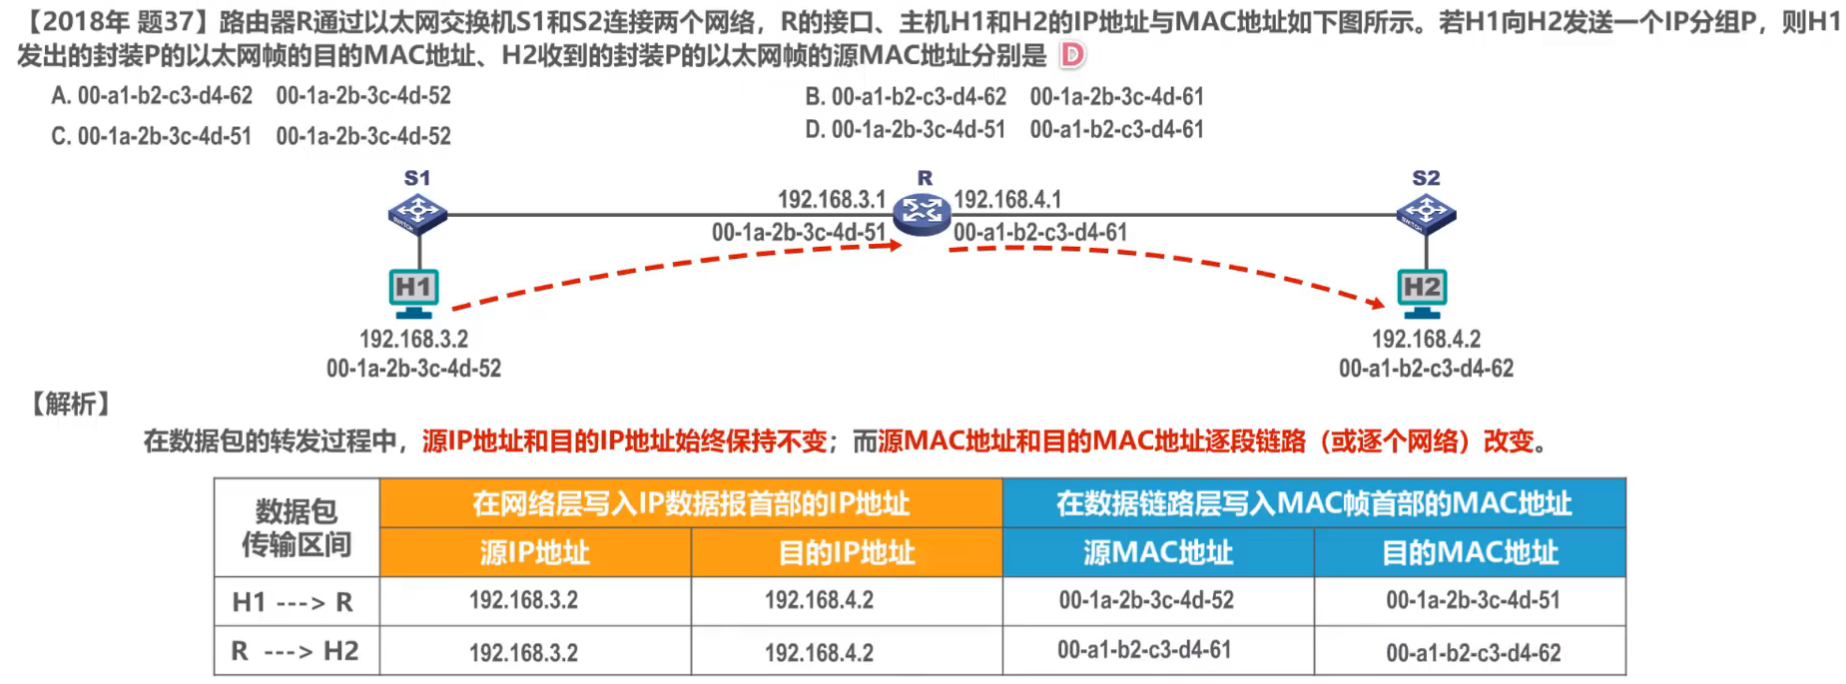 【2018年 题37】路由器R通过以太网交换机S1和S2连接两个网络，R的接口、主机H1和H2的IP地址与MAC地址如下图所示。若H1向H2发送一个IP分组P，则H1
发出的封装P的以太网帧的目的MAC地址、H2收到的封装P的以太网帧的源MAC地址分别是 D
A. 00-a1-b2-c3-d4-62 00-1a-2b-3c-4d-52
B. 00-a1-b2-c3-d4-62 00-1a-2b-3c-4d-61
C. 00-1a-2b-3c-4d-51 00-1a-2b-3c-4d-52
D. 00-1a-2b-3c-4d-51 00-a1-b2-c3-d4-61
S1 R S2
192.168.3.1 192.168.4.1
SWITCH SWITCH
00-1a-2b-3c-4d-51 00-a1-b2-c3-d4-61
H1 H2
192.168.3.2 192.168.4.2
00-1a-2b-3c-4d-52 00-a1-b2-c3-d4-62
【解析】
在数据包的转发过程中，源IP地址和目的IP地址始终保持不变；而源MAC地址和目的MAC地址逐段链路（或逐个网络）改变。
数据包
传输区间
在网络层写入IP数据报首部的IP地址 在数据链路层写入MAC帧首部的MAC地址
源IP地址 目的IP地址 源MAC地址 目的MAC地址
H1 ---> R 192.168.3.2 192.168.4.2 00-1a-2b-3c-4d-52 00-1a-2b-3c-4d-51
R ---> H2 192.168.3.2 192.168.4.2 00-a1-b2-c3-d4-61 00-a1-b2-c3-d4-62